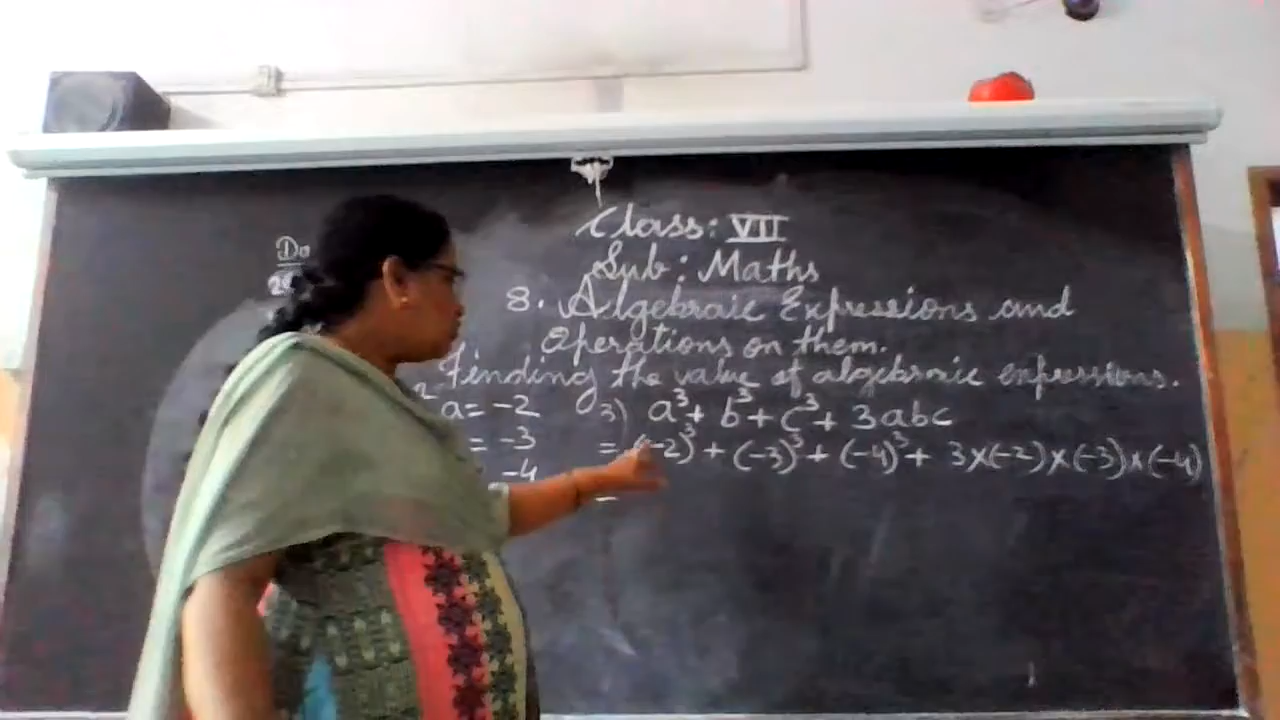 Class: VII
Sub: Maths
8. Algebraic Expressions and
Operations on them.
Finding the value of algebraic expressions.
a = -2
= -3
-4
3) a³ + b³ + c³ + 3abc
= (-2)³ + (-3)³ + (-4)³ + 3×(-2)×(-3)×(-4)
=